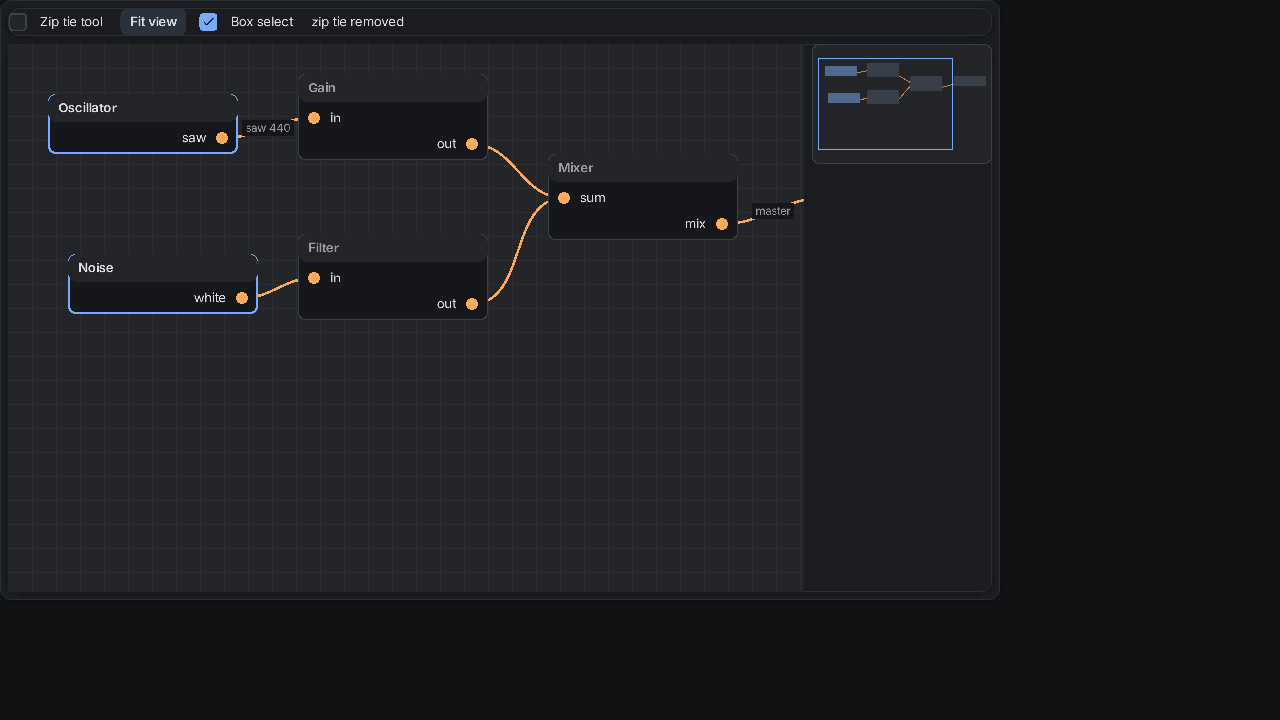 Zip tie tool Fit view Box select zip tie removed
Gain
Oscillator
in
saw 440
saw
out
Mixer
sum
master
mix
Filter
Noise
in
white
out